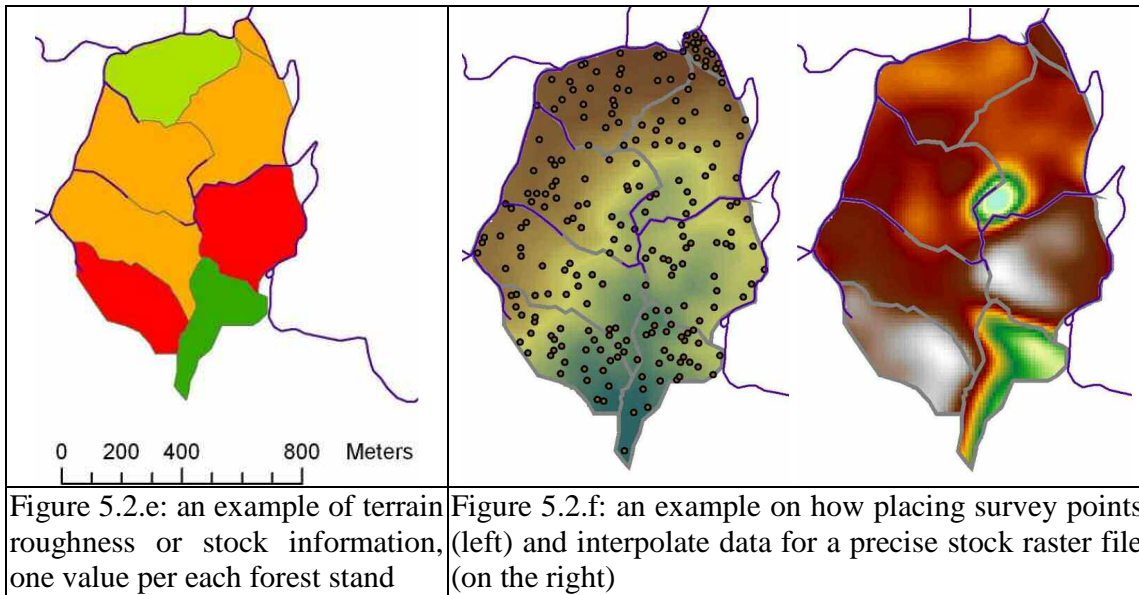 0 200 400 800 Meters
Figure 5.2.e: an example of terrain
roughness or stock information,
one value per each forest stand
Figure 5.2.f: an example on how placing survey points
(left) and interpolate data for a precise stock raster file
(on the right)